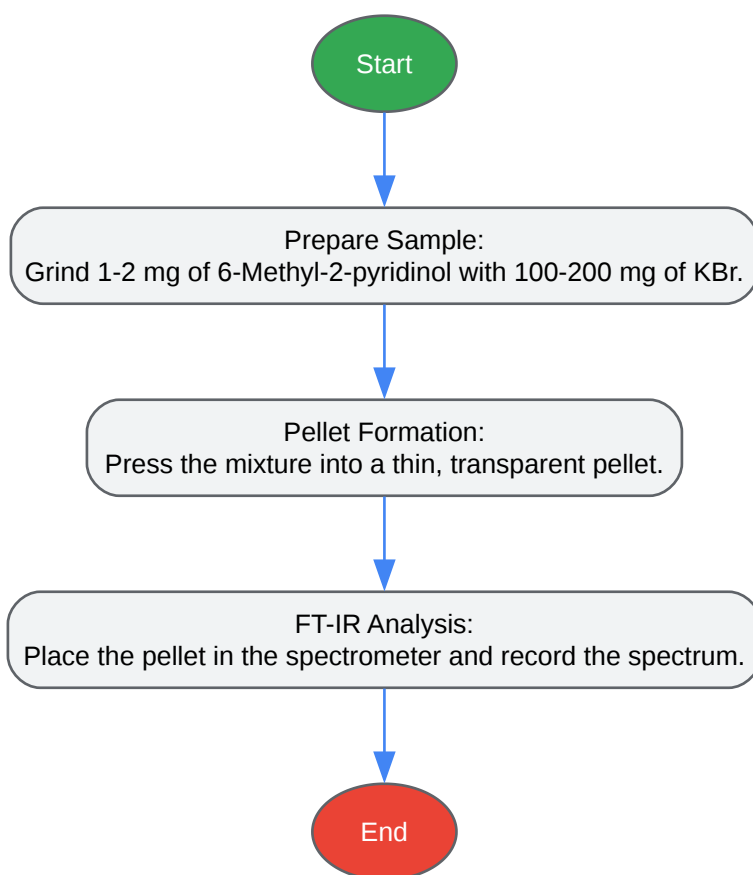 Start
Prepare Sample:
Grind 1-2 mg of 6-Methyl-2-pyridinol with 100-200 mg of KBr.
Pellet Formation:
Press the mixture into a thin, transparent pellet.
FT-IR Analysis:
Place the pellet in the spectrometer and record the spectrum.
End